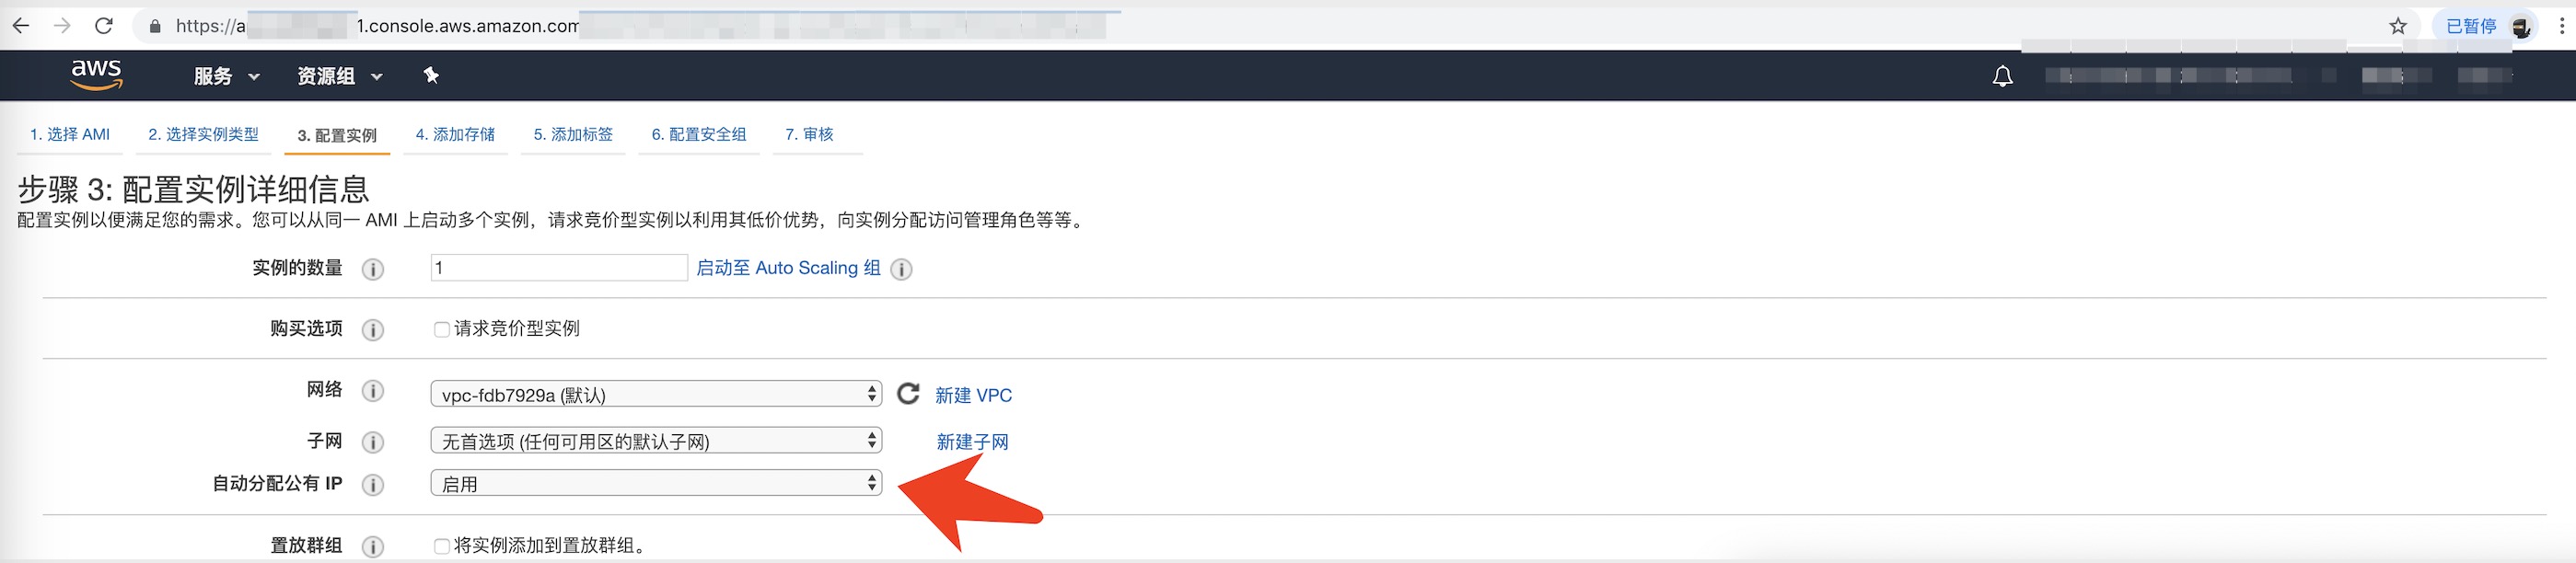 https://a 1.console.aws.amazon.com
已暂停
aws 服务 资源组
1. 选择 AMI 2. 选择实例类型 3. 配置实例 4. 添加存储 5. 添加标签 6. 配置安全组 7. 审核
步骤 3: 配置实例详细信息
配置实例以便满足您的需求。您可以从同一 AMI 上启动多个实例，请求竞价型实例以利用其低价优势，向实例分配访问管理角色等等。
实例的数量 1 启动至 Auto Scaling 组
购买选项 请求竞价型实例
网络 vpc-fdb7929a (默认) 新建 VPC
子网 无首选项 (任何可用区的默认子网) 新建子网
自动分配公有 IP 启用
置放群组 将实例添加到置放群组。